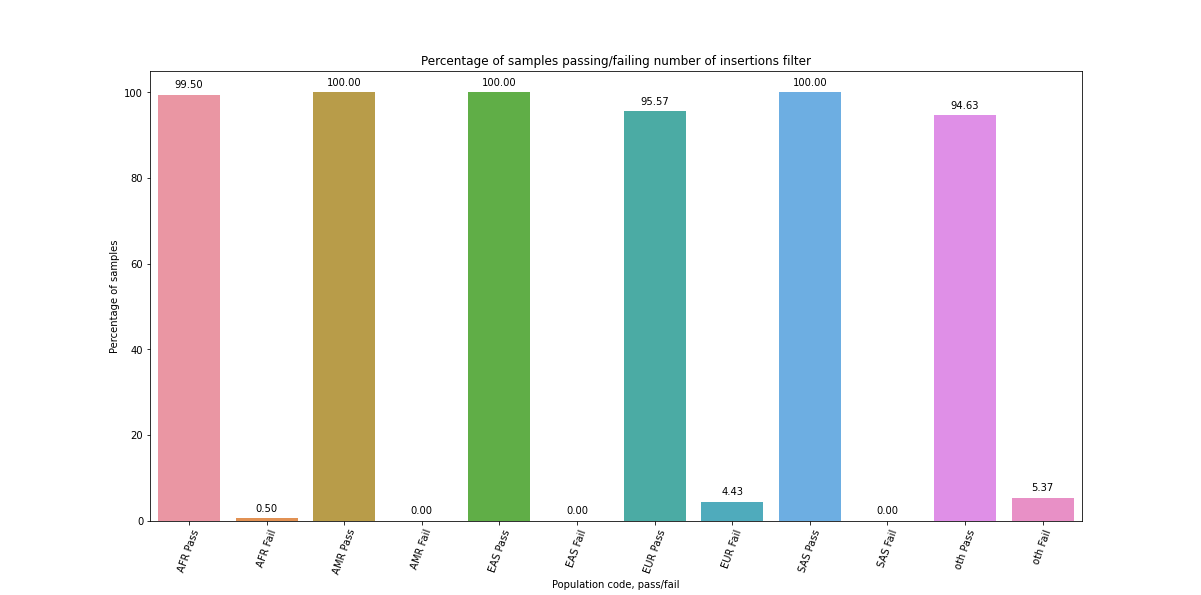 Percentage of samples passing/failing number of insertions filter
99.50
0.50
100.00
0.00
100.00
0.00
95.57
4.43
100.00
0.00
94.63
5.37
100
80
60
40
20
0
Percentage of samples
AFR Pass
AFR Fail
AMR Pass
AMR Fail
EAS Pass
EAS Fail
EUR Pass
EUR Fail
SAS Pass
SAS Fail
oth Pass
oth Fail
Population code, pass/fail